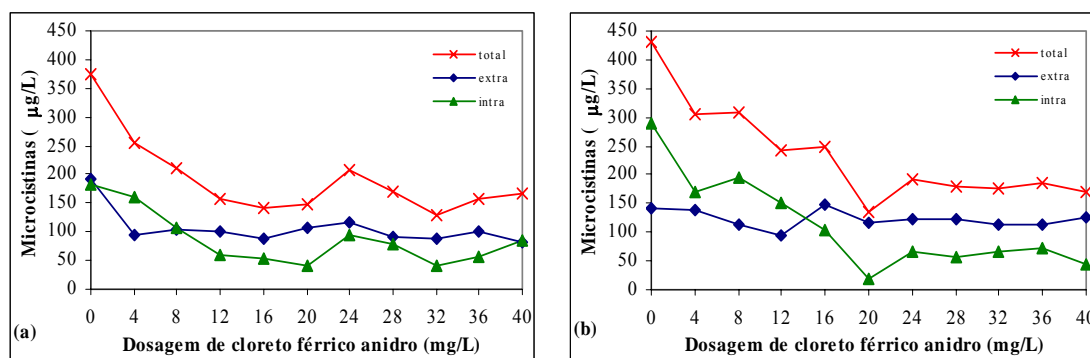 450
400
350
300
250
200
150
100
50
0
Microcistinas ( µg/L)
total
extra
intra
0 4 8 12 16 20 24 28 32 36 40
(a)
Dosagem de cloreto férrico anidro (mg/L)
450
400
350
300
250
200
150
100
50
0
Microcistinas ( µg/L)
total
extra
intra
0 4 8 12 16 20 24 28 32 36 40
(b)
Dosagem de cloreto férrico anidro (mg/L)